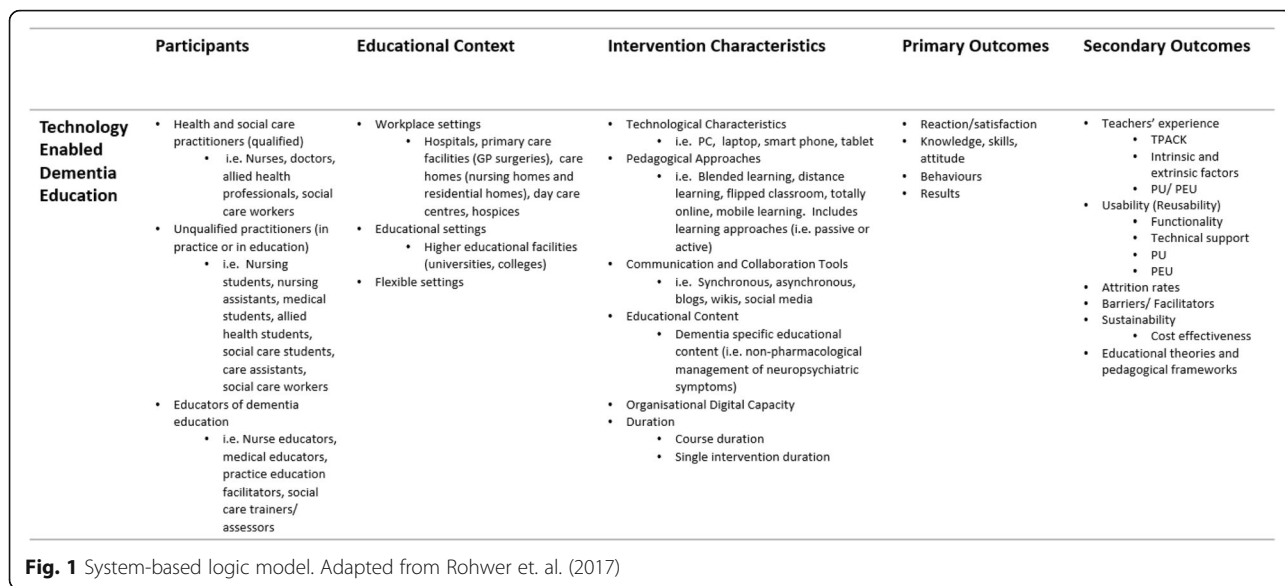 Participants
Educational Context
Intervention Characteristics
Primary Outcomes
Secondary Outcomes
Technology
Enabled
Dementia
Education
• Health and social care
practitioners (qualified)
• i.e. Nurses, doctors,
allied health
professionals, social
care workers
• Unqualified practitioners (in
practice or in education)
• i.e. Nursing
students, nursing
assistants, medical
students, allied
health students,
social care students,
care assistants,
social care workers
• Educators of dementia
education
• i.e. Nurse educators,
medical educators,
practice education
facilitators, social
care trainers/
assessors
• Workplace settings
• Hospitals, primary care
facilities (GP surgeries), care
homes (nursing homes and
residential homes), day care
centres, hospices
• Educational settings
• Higher educational facilities
(universities, colleges)
• Flexible settings
• Technological Characteristics
• i.e. PC, laptop, smart phone, tablet
• Pedagogical Approaches
• i.e. Blended learning, distance
learning, flipped classroom, totally
online, mobile learning. Includes
learning approaches (i.e. passive or
active)
• Communication and Collaboration Tools
• i.e. Synchronous, asynchronous,
blogs, wikis, social media
• Educational Content
• Dementia specific educational
content (i.e. non-pharmacological
management of neuropsychiatric
symptoms)
• Organisational Digital Capacity
• Duration
• Course duration
• Single intervention duration
• Reaction/satisfaction
• Knowledge, skills,
attitude
• Behaviours
• Results
• Teachers' experience
• TPACK
• Intrinsic and
extrinsic factors
• PU/ PEU
• Usability (Reusability)
• Functionality
• Technical support
• PU
• PEU
• Attrition rates
• Barriers/ Facilitators
• Sustainability
• Cost effectiveness
• Educational theories and
pedagogical frameworks
Fig. 1 System-based logic model. Adapted from Rohwer et. al. (2017)